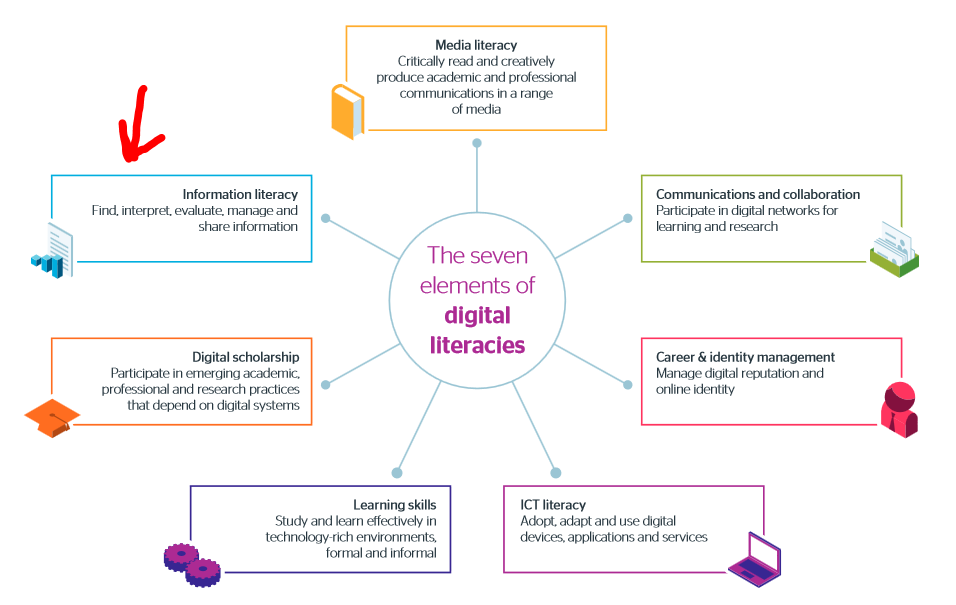 Media literacy
Critically read and creatively
produce academic and professional
communications in a range
of media
Information literacy
Find, interpret, evaluate, manage and
share information
Communications and collaboration
Participate in digital networks for
learning and research
The seven
elements of
digital
literacies
Digital scholarship
Participate in emerging academic,
professional and research practices
that depend on digital systems
Career & identity management
Manage digital reputation and
online identity
Learning skills
Study and learn effectively in
technology-rich environments,
formal and informal
ICT literacy
Adopt, adapt and use digital
devices, applications and services